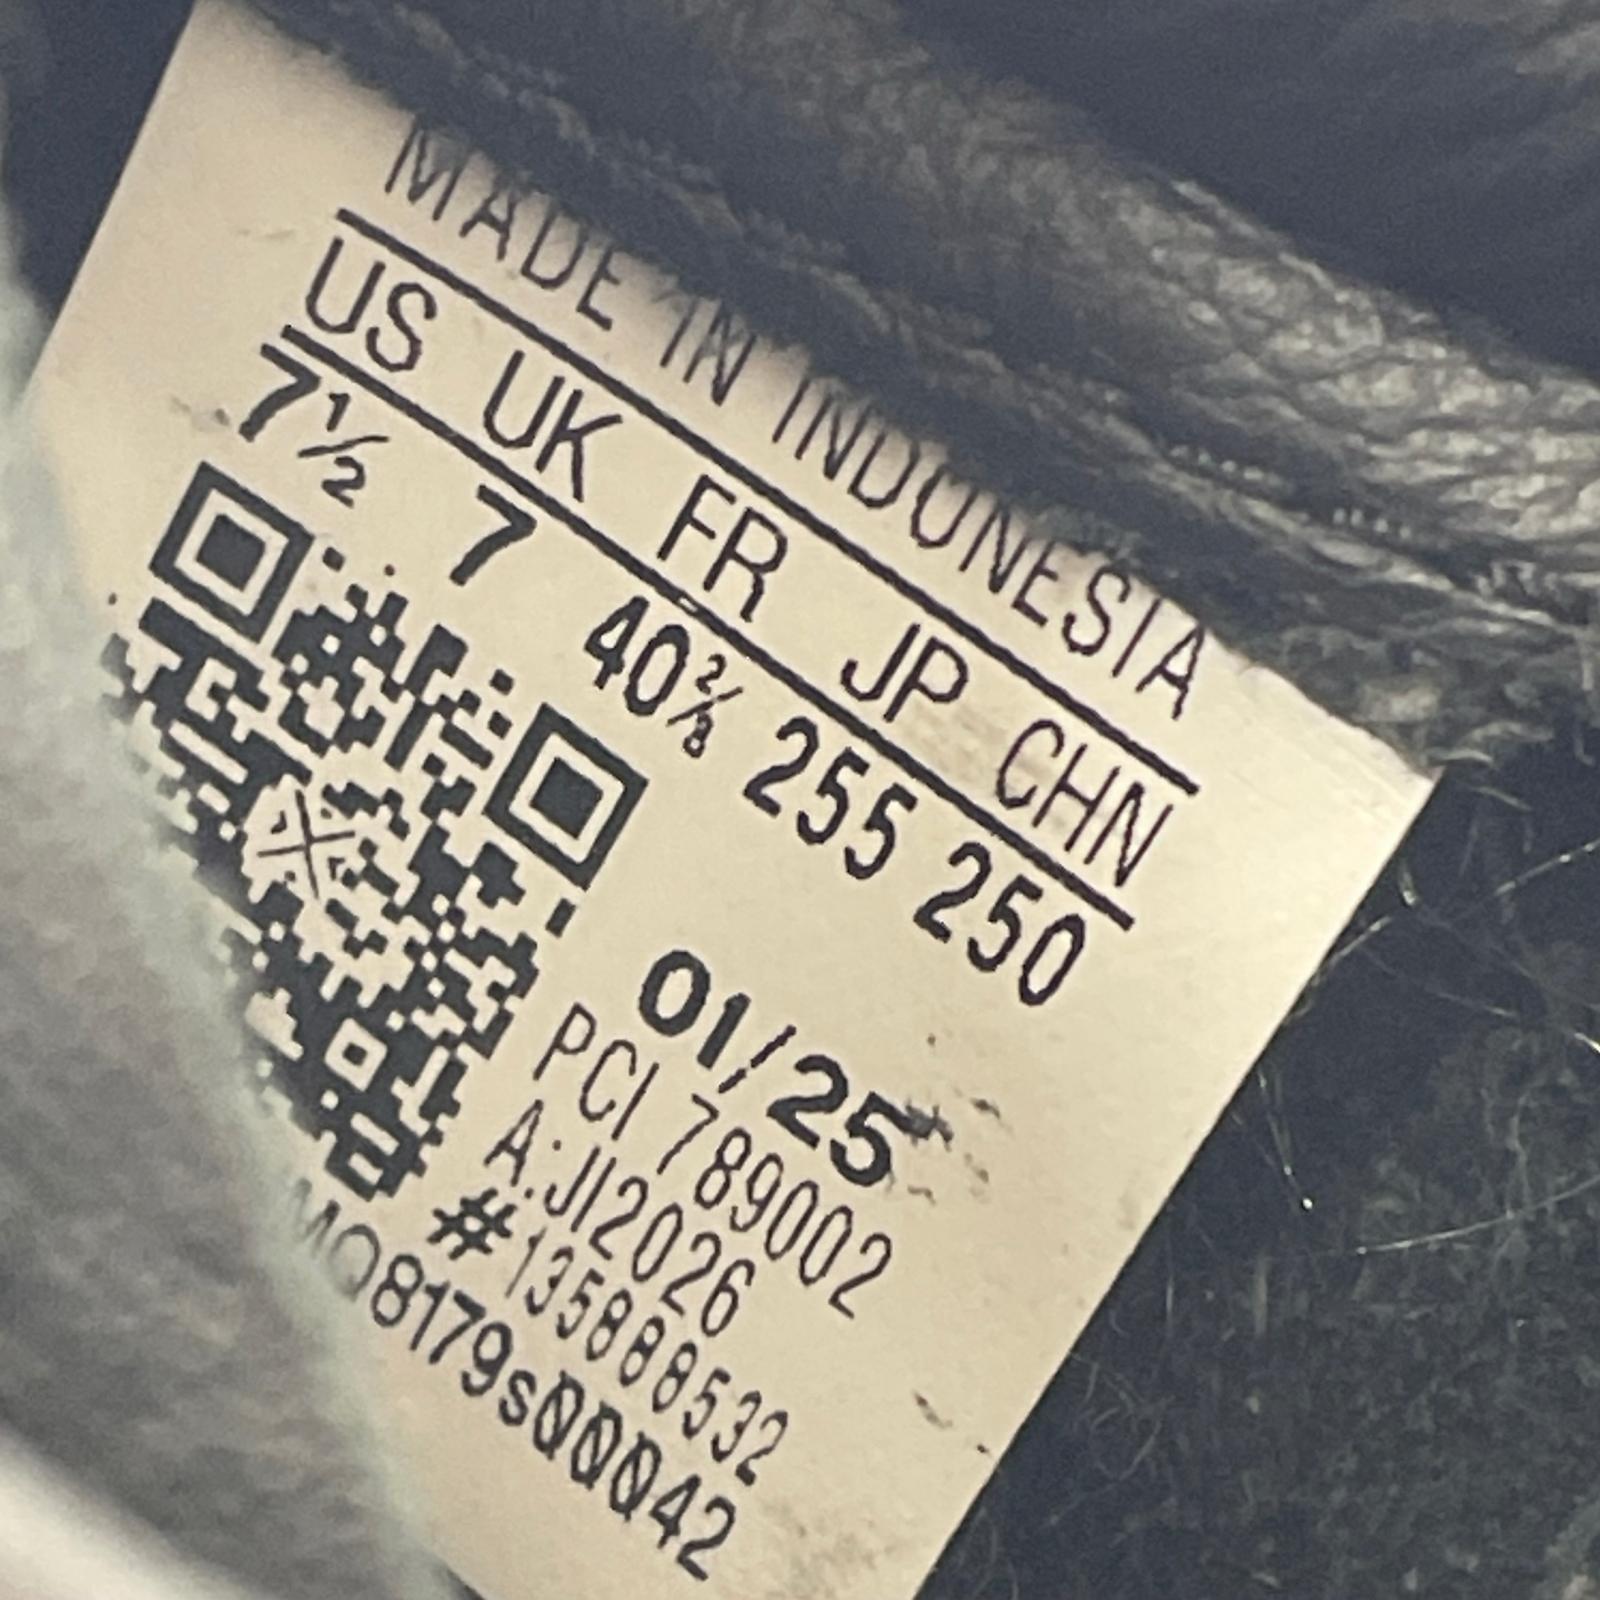 MADE IN INDONESIA
US UK FR JP CHN
7½ 7 40⅔ 255 250
01/25
PCI 789002
A:JI2026
#135888532
MO8179s00042